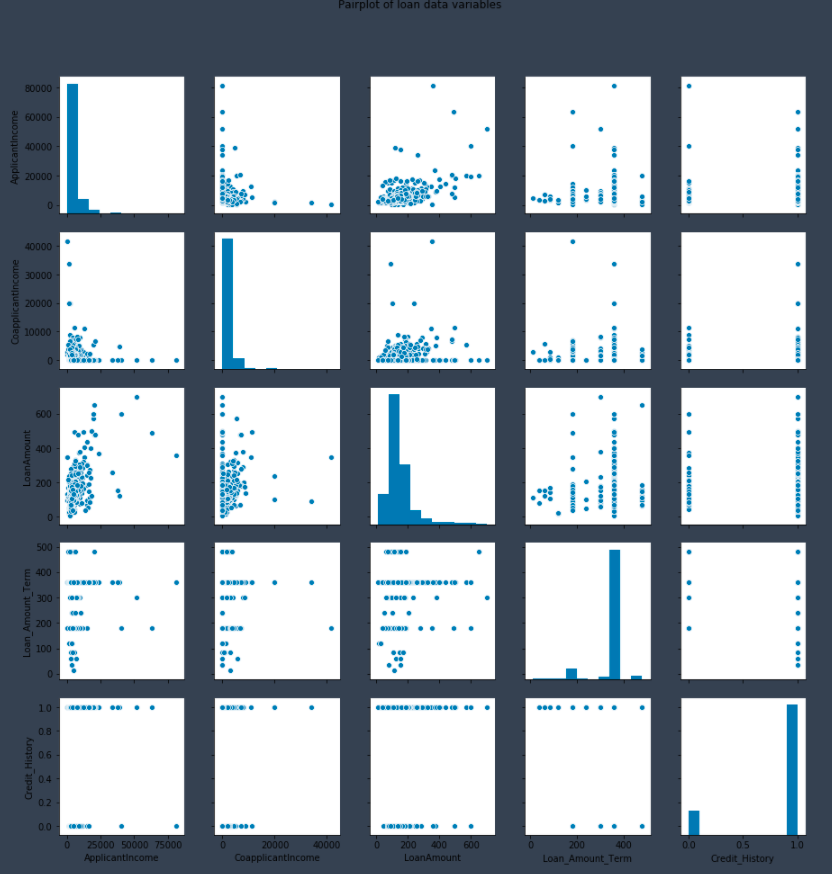 Pairplot of loan data variables
80000
60000
40000
20000
0
ApplicantIncome
40000
30000
20000
10000
0
CoapplicantIncome
600
400
200
0
LoanAmount
500
400
300
200
100
0
Loan_Amount_Term
1.0
0.8
0.6
0.4
0.2
0.0
Credit_History
0 25000 50000 75000
0 20000 40000
0 200 400 600
0 200 400
0.0 0.5 1.0
ApplicantIncome
CoapplicantIncome
LoanAmount
Loan_Amount_Term
Credit_History